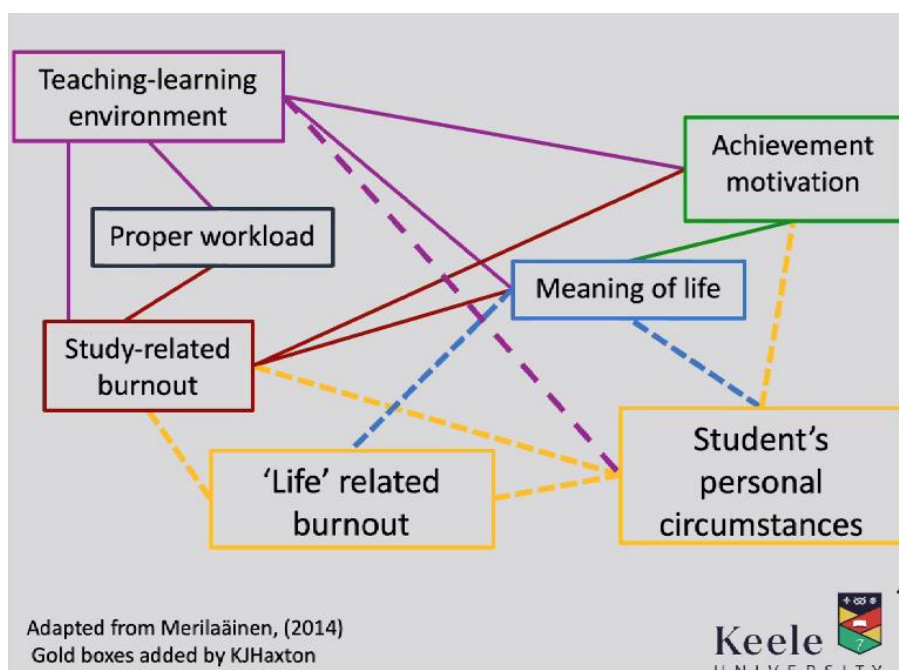 Teaching-learning
environment
Achievement
motivation
Proper workload
Meaning of life
Study-related
burnout
Student's
personal
circumstances
‘Life’ related
burnout
Adapted from Merilaäinen, (2014)
Gold boxes added by KJHaxton
Keele
UNIVERSITY